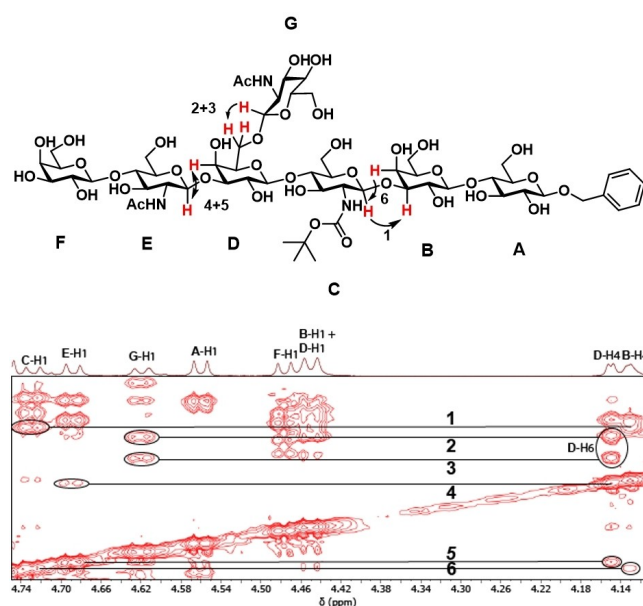 G
OHOH
AcHN
2+3
H
O
OH
H H
O
OH OH
OH
OH
OH OH
OH
HO
O
O
HO
OH
HO
AcHN
H
4+5
H
O
OH
O
HO
NH
H
6
1
H
OH
O
HO
OH
O
O
O
F
E
D
B
A
C
C-H1
E-H1
G-H1
A-H1
F-H1
B-H1 +
D-H1
D-H4
B-H4
1
2
D-H6
3
4
5
6
4.74 4.70 4.66 4.62 4.58 4.54 4.50 4.46 4.42 4.38 4.34 4.30 4.26 4.22 4.18 4.14
δ (ppm)